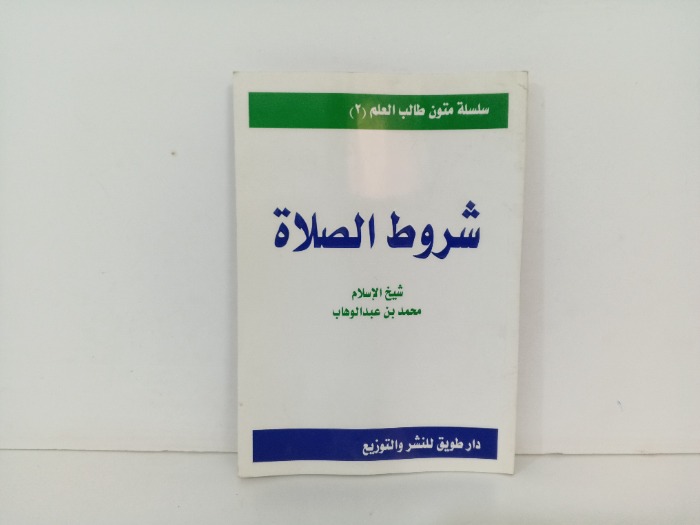 سلسلة متون طالب العلم (٢)
شروط الصلاة
شيخ الإسلام
محمد بن عبدالوهاب
دار طويق للنشر والتوزيع